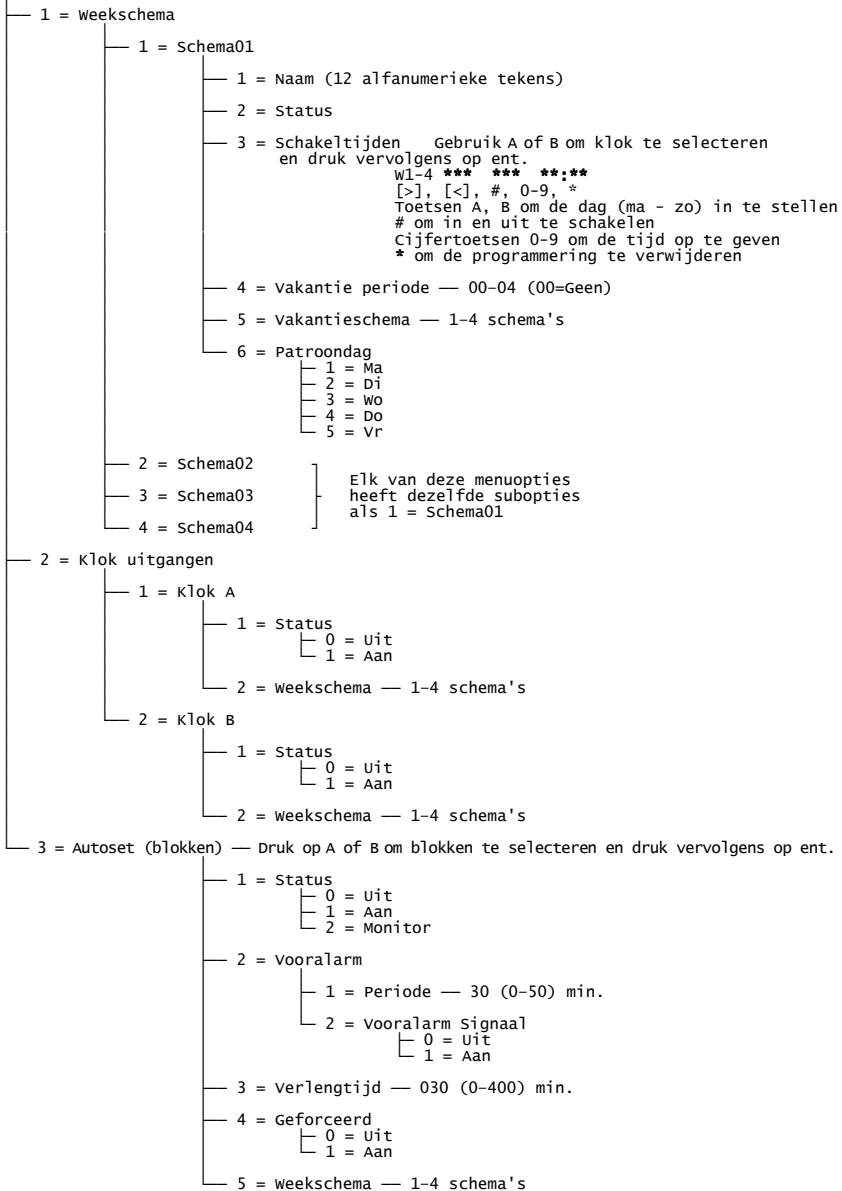 1 = Weekschema
1 = Schema01
1 = Naam (12 alfanumerieke tekens)
2 = Status
3 = Schakeltijden Gebruik A of B om klok te selecteren
en druk vervolgens op ent.
W1-4 *** *** **:**
[>], [<], #, 0-9, *
Toetsen A, B om de dag (ma - zo) in te stellen
# om in en uit te schakelen
Cijfertoetsen 0-9 om de tijd op te geven
* om de programmering te verwijderen
4 = Vakantie periode — 00-04 (00=Geen)
5 = Vakantieschema — 1-4 schema's
6 = Patroondag
1 = Ma
2 = Di
3 = Wo
4 = Do
5 = Vr
2 = Schema02
Elk van deze menuopties
3 = Schema03
heeft dezelfde subopties
als 1 = Schema01
4 = Schema04
2 = Klok uitgangen
1 = Klok A
1 = Status
0 = Uit
1 = Aan
2 = Weekschema — 1-4 schema's
2 = Klok B
1 = Status
0 = Uit
1 = Aan
2 = Weekschema — 1-4 schema's
3 = Autoset (blokken) — Druk op A of B om blokken te selecteren en druk vervolgens op ent.
1 = Status
0 = Uit
1 = Aan
2 = Monitor
2 = Vooralarm
1 = Periode — 30 (0-50) min.
2 = Vooralarm Signaal
0 = Uit
1 = Aan
3 = Verlengtijd — 030 (0-400) min.
4 = Geforceerd
0 = Uit
1 = Aan
5 = Weekschema — 1-4 schema's